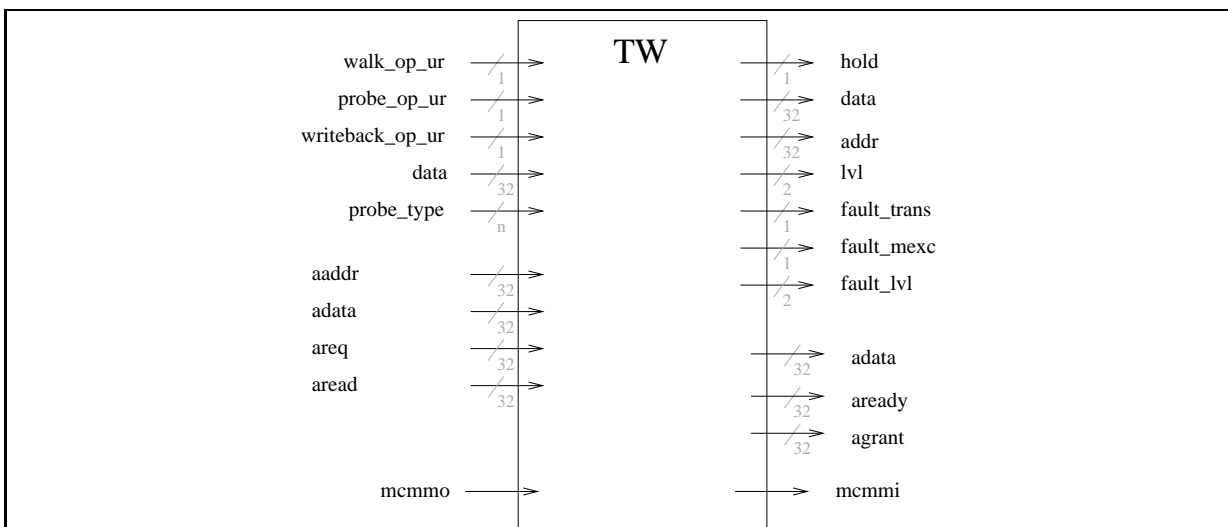 TW
walk_op_ur 1
probe_op_ur 1
writeback_op_ur 1
data 32
probe_type n
aaddr 32
adata 32
areq 32
aread 32
mcmmo
hold 1
data 32
addr 32
lvl 2
fault_trans 1
fault_mexc 1
fault_lvl 2
adata 32
aready 32
agrant 32
mcmmi